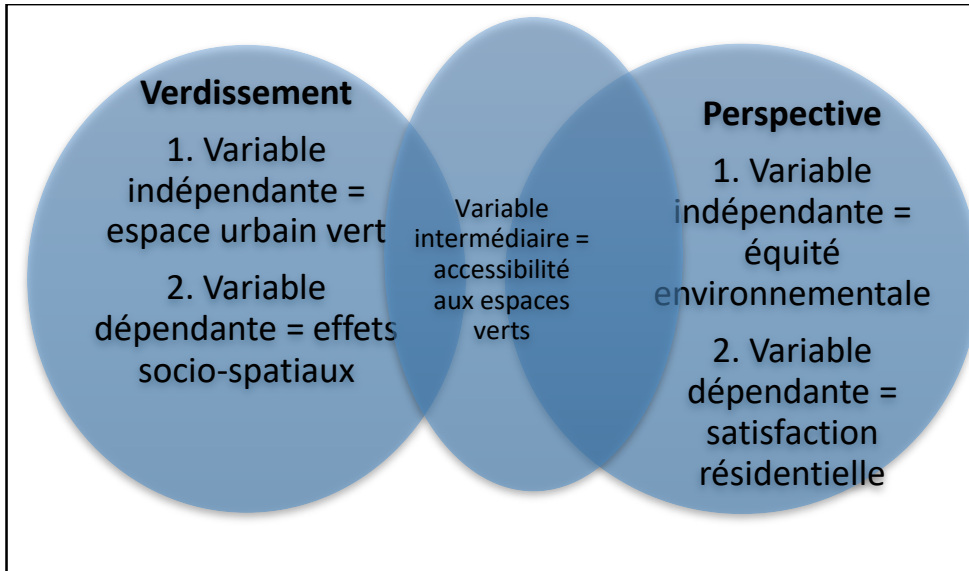 Verdissement
1. Variable
indépendante =
espace urbain vert
2. Variable
dépendante = effets
socio-spatiaux
Variable
intermédiaire =
accessibilité
aux espaces
verts
Perspective
1. Variable
indépendante =
équité
environnementale
2. Variable
dépendante =
satisfaction
résidentielle